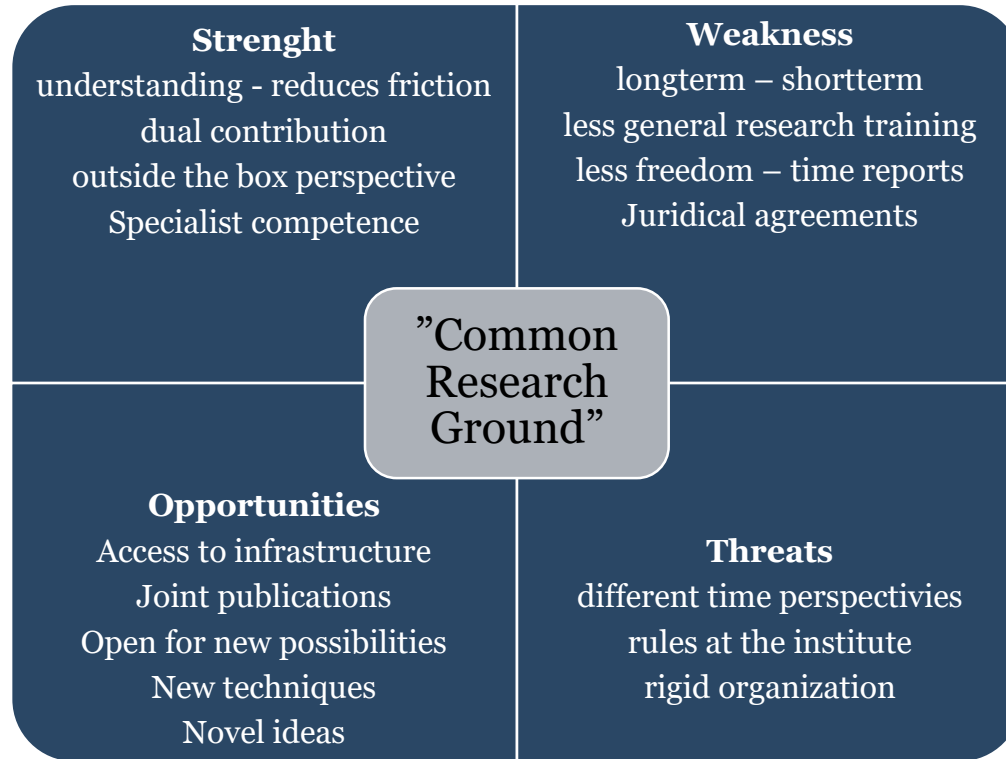 Strenght
understanding - reduces friction
dual contribution
outside the box perspective
Specialist competence
Weakness
longterm – shortterm
less general research training
less freedom – time reports
Juridical agreements
”Common
Research
Ground”
Opportunities
Access to infrastructure
Joint publications
Open for new possibilities
New techniques
Novel ideas
Threats
different time perspectivies
rules at the institute
rigid organization